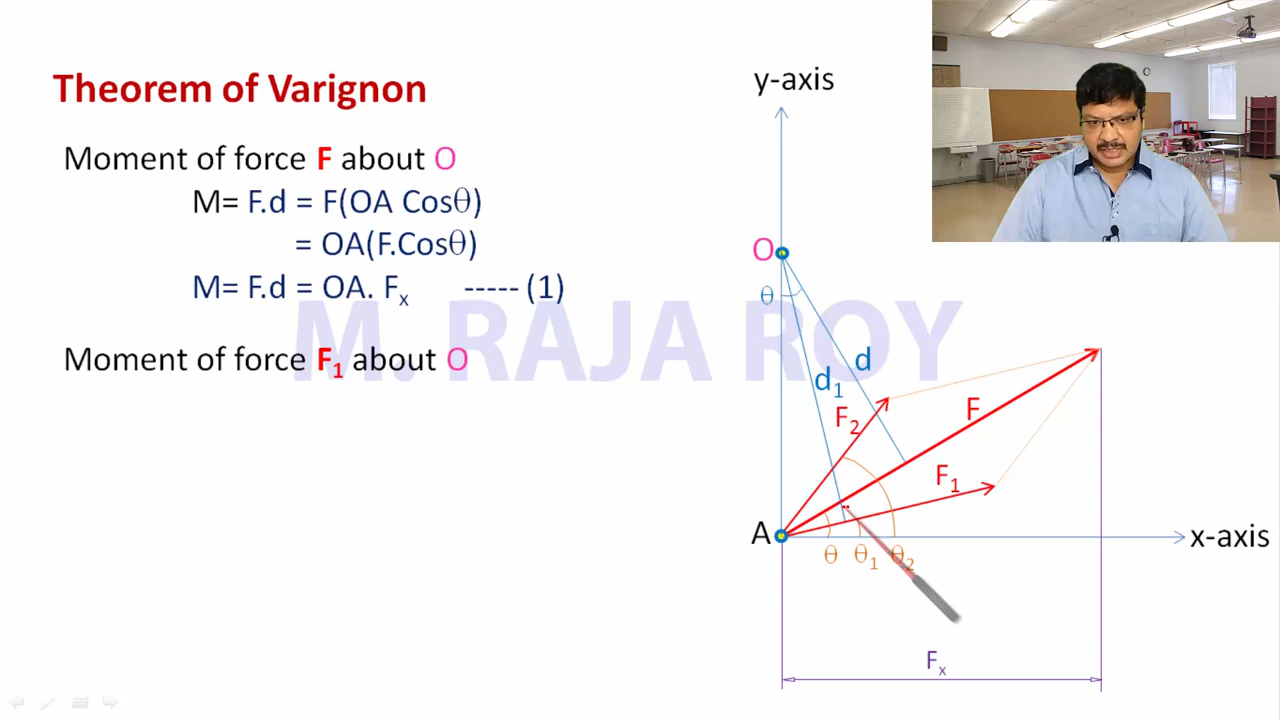 Theorem of Varignon
Moment of force F about O
M= F.d = F(OA Cosθ)
= OA(F.Cosθ)
M= F.d = OA. Fx ----- (1)
Moment of force F1 about O
M. RAJA ROY
y-axis
O
θ
d
d1
F2
F
F1
A
x-axis
θ θ1 θ2
Fx